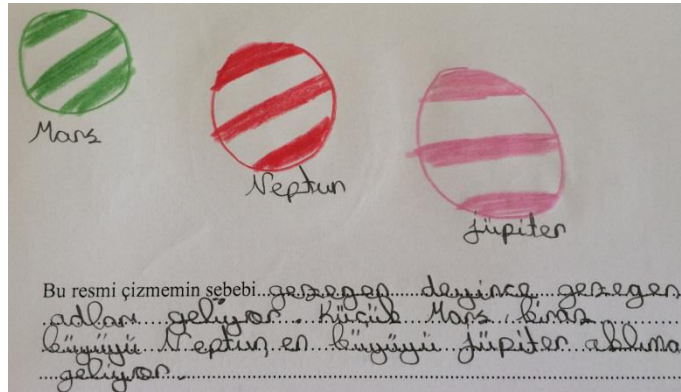 Mars
Neptun
jüpiter
Bu resmi çizmemin sebebi gezegen deyince gezegen
adları geliyor. Küçük Mars, biraz
büyüğü Neptun, en büyüğü jüpiter aklıma
geliyor.